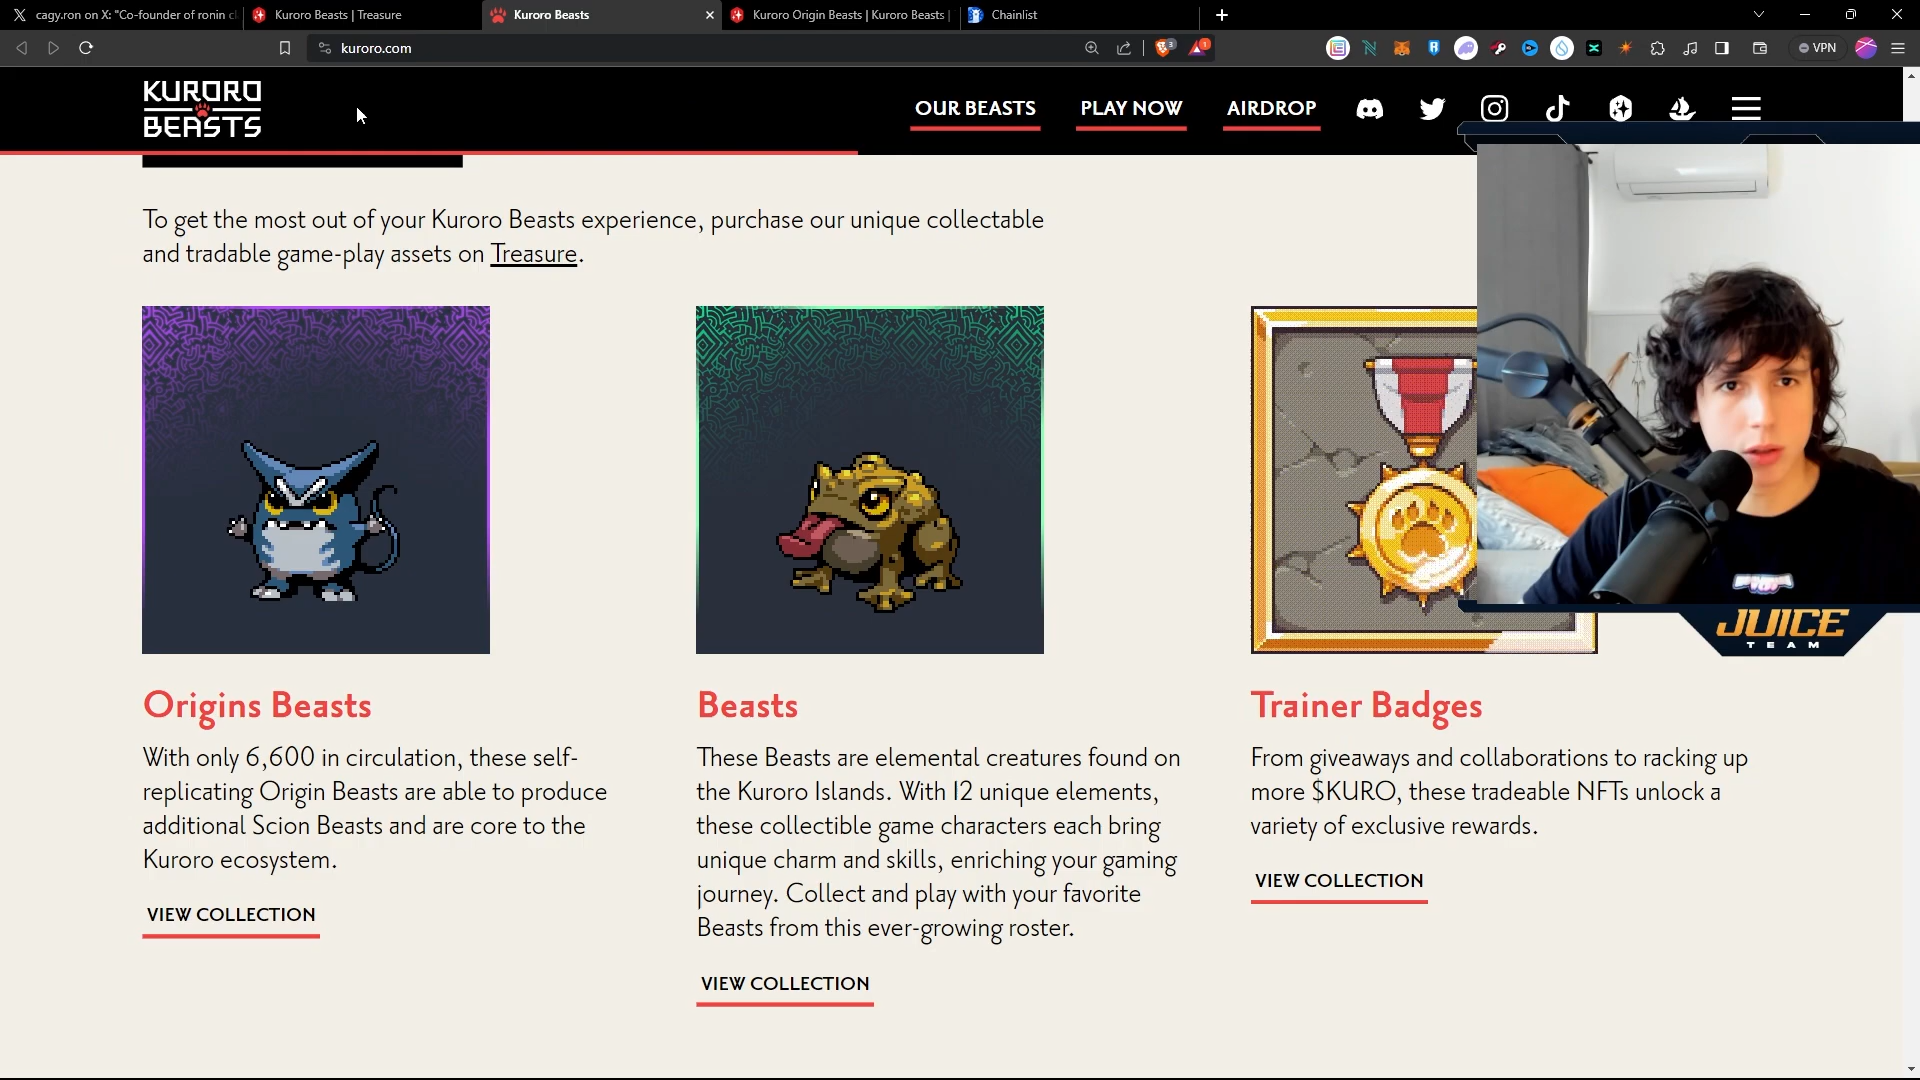 cagy.ron on X: "Co-founder of ronin c
Kuroro Beasts | Treasure
Kuroro Beasts
Kuroro Origin Beasts | Kuroro Beasts |
Chainlist
kuroro.com
3
1
VPN
KURORO
BEASTS
OUR BEASTS
PLAY NOW
AIRDROP
To get the most out of your Kuroro Beasts experience, purchase our unique collectable
and tradable game-play assets on Treasure.
JUICE
TEAM
Origins Beasts
With only 6,600 in circulation, these self-
replicating Origin Beasts are able to produce
additional Scion Beasts and are core to the
Kuroro ecosystem.
VIEW COLLECTION
Beasts
These Beasts are elemental creatures found on
the Kuroro Islands. With 12 unique elements,
these collectible game characters each bring
unique charm and skills, enriching your gaming
journey. Collect and play with your favorite
Beasts from this ever-growing roster.
VIEW COLLECTION
Trainer Badges
From giveaways and collaborations to racking up
more $KURO, these tradeable NFTs unlock a
variety of exclusive rewards.
VIEW COLLECTION